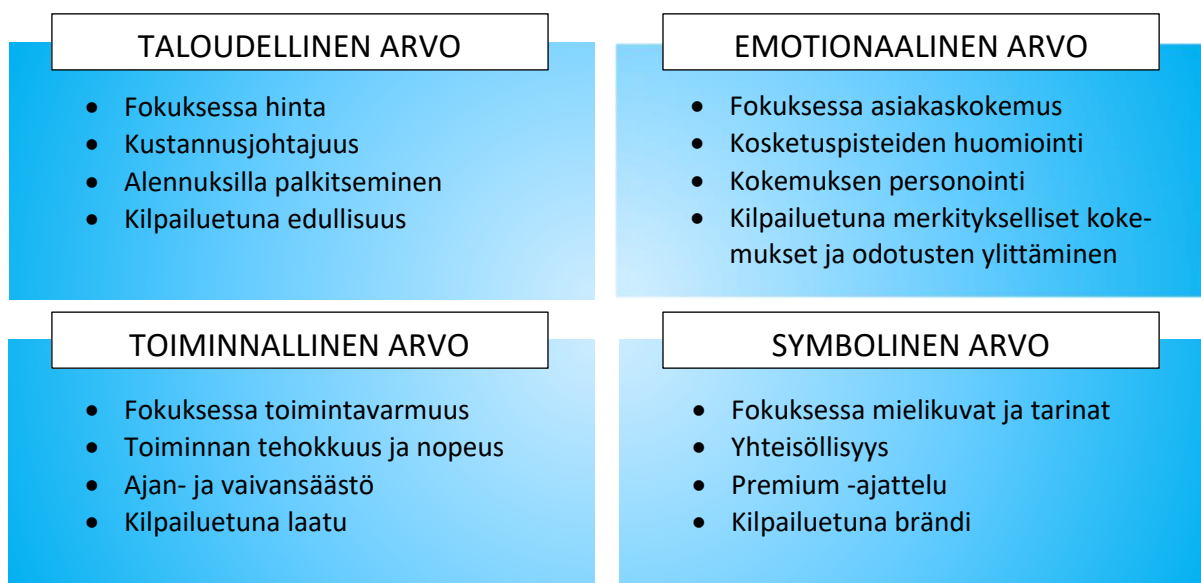 TALOUDELLINEN ARVO
• Fokuksessa hinta
• Kustannusjohtajuus
• Alennuksilla palkitseminen
• Kilpailuetuna edullisuus
EMOTIONAALINEN ARVO
• Fokuksessa asiakaskokemus
• Kosketuspisteiden huomiointi
• Kokemuksen personointi
• Kilpailuetuna merkitykselliset koke-
mukset ja odotusten ylittäminen
TOIMINNALLINEN ARVO
• Fokuksessa toimintavarmuus
• Toiminnan tehokkuus ja nopeus
• Ajan- ja vaivansäästö
• Kilpailuetuna laatu
SYMBOLINEN ARVO
• Fokuksessa mielikuvat ja tarinat
• Yhteisöllisyys
• Premium -ajattelu
• Kilpailuetuna brändi